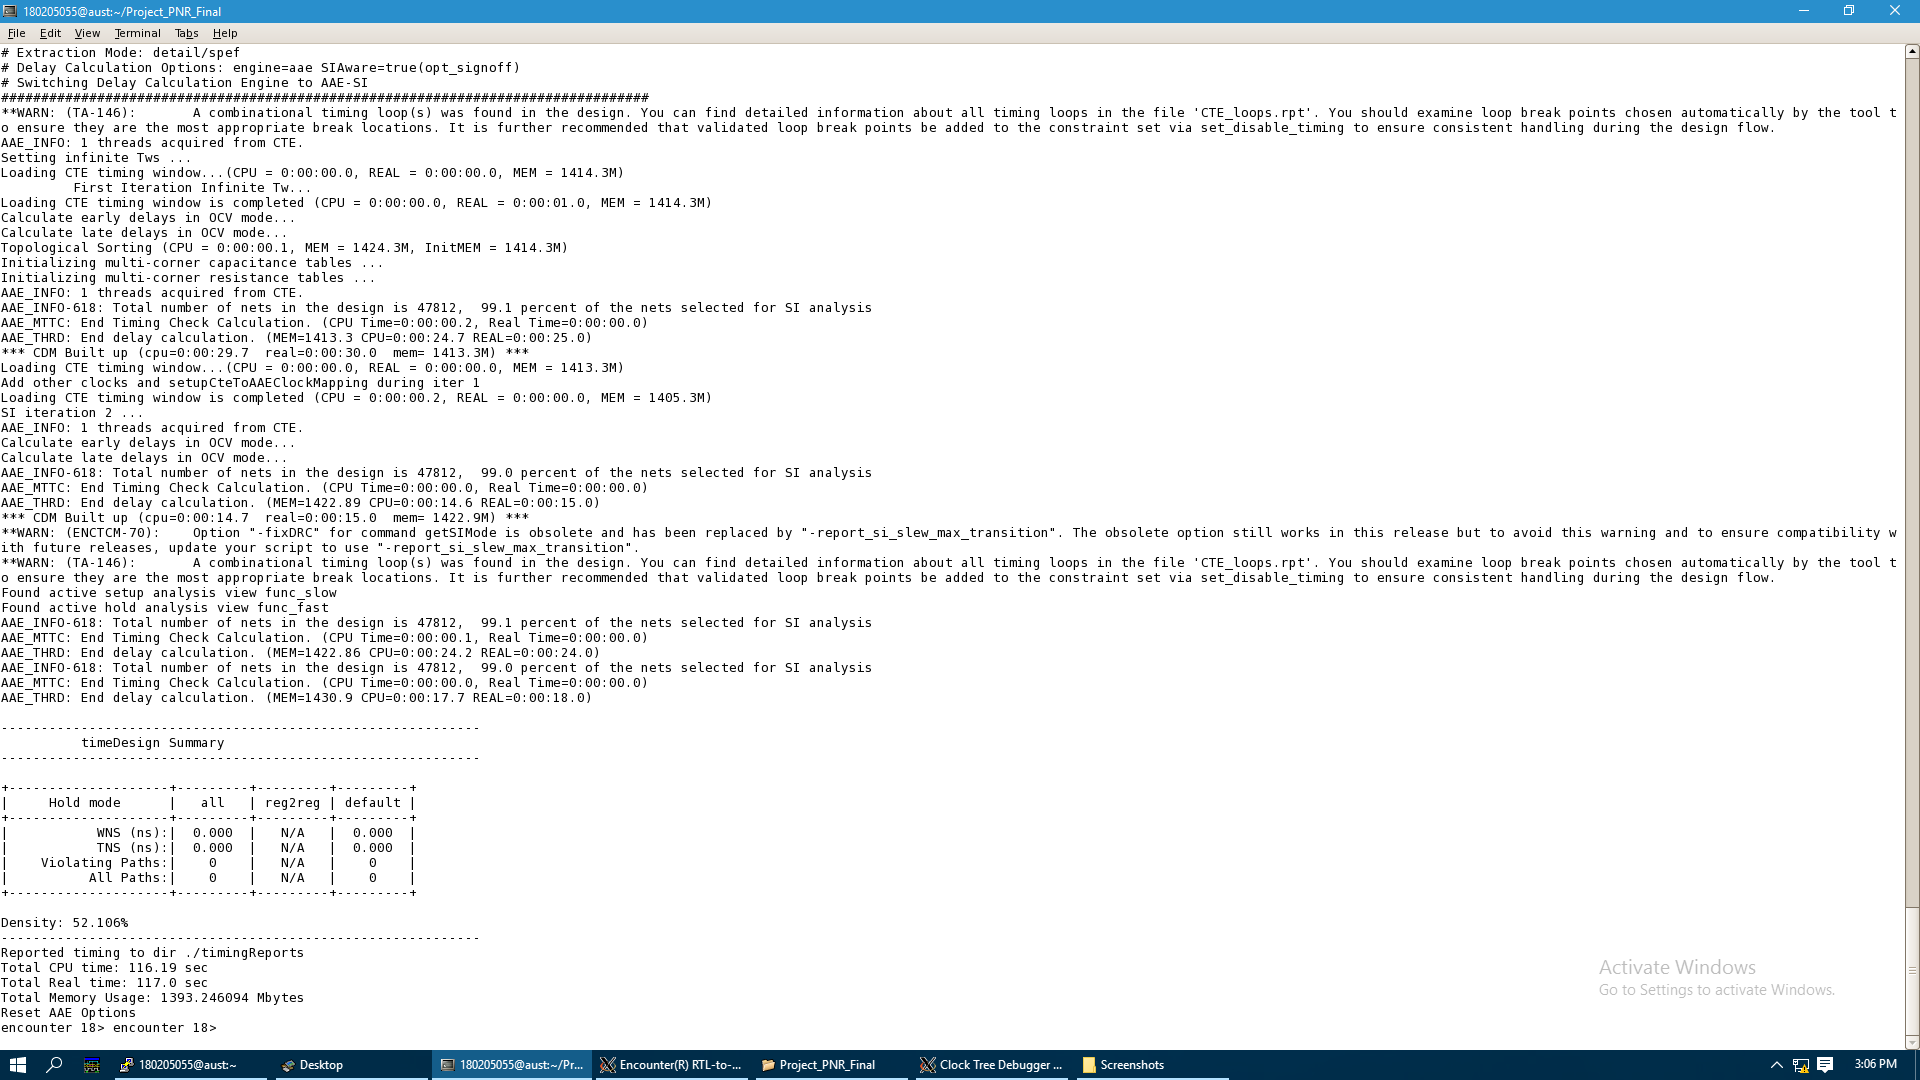 180205055@aust:~/Project_PNR_Final
File Edit View Terminal Tabs Help
# Extraction Mode: detail/spef
# Delay Calculation Options: engine=aae SIAware=true(opt_signoff)
# Switching Delay Calculation Engine to AAE-SI
#################################################################################
**WARN: (TA-146):       A combinational timing loop(s) was found in the design. You can find detailed information about all timing loops in the file 'CTE_loops.rpt'. You should examine loop break points chosen automatically by the tool t
o ensure they are the most appropriate break locations. It is further recommended that validated loop break points be added to the constraint set via set_disable_timing to ensure consistent handling during the design flow.
AAE_INFO: 1 threads acquired from CTE.
Setting infinite Tws ...
Loading CTE timing window...(CPU = 0:00:00.0, REAL = 0:00:00.0, MEM = 1414.3M)
         First Iteration Infinite Tw...
Loading CTE timing window is completed (CPU = 0:00:00.0, REAL = 0:00:01.0, MEM = 1414.3M)
Calculate early delays in OCV mode...
Calculate late delays in OCV mode...
Topological Sorting (CPU = 0:00:00.1, MEM = 1424.3M, InitMEM = 1414.3M)
Initializing multi-corner capacitance tables ...
Initializing multi-corner resistance tables ...
AAE_INFO: 1 threads acquired from CTE.
AAE_INFO-618: Total number of nets in the design is 47812,  99.1 percent of the nets selected for SI analysis
AAE_MTTC: End Timing Check Calculation. (CPU Time=0:00:00.2, Real Time=0:00:00.0)
AAE_THRD: End delay calculation. (MEM=1413.3 CPU=0:00:24.7 REAL=0:00:25.0)
*** CDM Built up (cpu=0:00:29.7  real=0:00:30.0  mem= 1413.3M) ***
Loading CTE timing window...(CPU = 0:00:00.0, REAL = 0:00:00.0, MEM = 1413.3M)
Add other clocks and setupCteToAAEClockMapping during iter 1
Loading CTE timing window is completed (CPU = 0:00:00.2, REAL = 0:00:00.0, MEM = 1405.3M)
SI iteration 2 ...
AAE_INFO: 1 threads acquired from CTE.
Calculate early delays in OCV mode...
Calculate late delays in OCV mode...
AAE_INFO-618: Total number of nets in the design is 47812,  99.0 percent of the nets selected for SI analysis
AAE_MTTC: End Timing Check Calculation. (CPU Time=0:00:00.0, Real Time=0:00:00.0)
AAE_THRD: End delay calculation. (MEM=1422.89 CPU=0:00:14.6 REAL=0:00:15.0)
*** CDM Built up (cpu=0:00:14.7  real=0:00:15.0  mem= 1422.9M) ***
**WARN: (ENCTCM-70):    Option "-fixDRC" for command getSIMode is obsolete and has been replaced by "-report_si_slew_max_transition". The obsolete option still works in this release but to avoid this warning and to ensure compatibility w
ith future releases, update your script to use "-report_si_slew_max_transition".
**WARN: (TA-146):       A combinational timing loop(s) was found in the design. You can find detailed information about all timing loops in the file 'CTE_loops.rpt'. You should examine loop break points chosen automatically by the tool t
o ensure they are the most appropriate break locations. It is further recommended that validated loop break points be added to the constraint set via set_disable_timing to ensure consistent handling during the design flow.
Found active setup analysis view func_slow
Found active hold analysis view func_fast
AAE_INFO-618: Total number of nets in the design is 47812,  99.1 percent of the nets selected for SI analysis
AAE_MTTC: End Timing Check Calculation. (CPU Time=0:00:00.1, Real Time=0:00:00.0)
AAE_THRD: End delay calculation. (MEM=1422.86 CPU=0:00:24.2 REAL=0:00:24.0)
AAE_INFO-618: Total number of nets in the design is 47812,  99.0 percent of the nets selected for SI analysis
AAE_MTTC: End Timing Check Calculation. (CPU Time=0:00:00.0, Real Time=0:00:00.0)
AAE_THRD: End delay calculation. (MEM=1430.9 CPU=0:00:17.7 REAL=0:00:18.0)
------------------------------------------------------------
          timeDesign Summary
------------------------------------------------------------
+--------------------+---------+---------+---------+
|     Hold mode      |   all   | reg2reg | default |
+--------------------+---------+---------+---------+
|           WNS (ns):|  0.000  |   N/A   |  0.000  |
|           TNS (ns):|  0.000  |   N/A   |  0.000  |
|    Violating Paths:|    0    |   N/A   |    0    |
|          All Paths:|    0    |   N/A   |    0    |
+--------------------+---------+---------+---------+
Density: 52.106%
------------------------------------------------------------
Reported timing to dir ./timingReports
Total CPU time: 116.19 sec
Total Real time: 117.0 sec
Total Memory Usage: 1393.246094 Mbytes
Reset AAE Options
encounter 18> encounter 18>
Activate Windows
Go to Settings to activate Windows.
180205055@aust:~
Desktop
180205055@aust:~/Pr...
Encounter(R) RTL-to-...
Project_PNR_Final
Clock Tree Debugger ...
Screenshots
3:06 PM